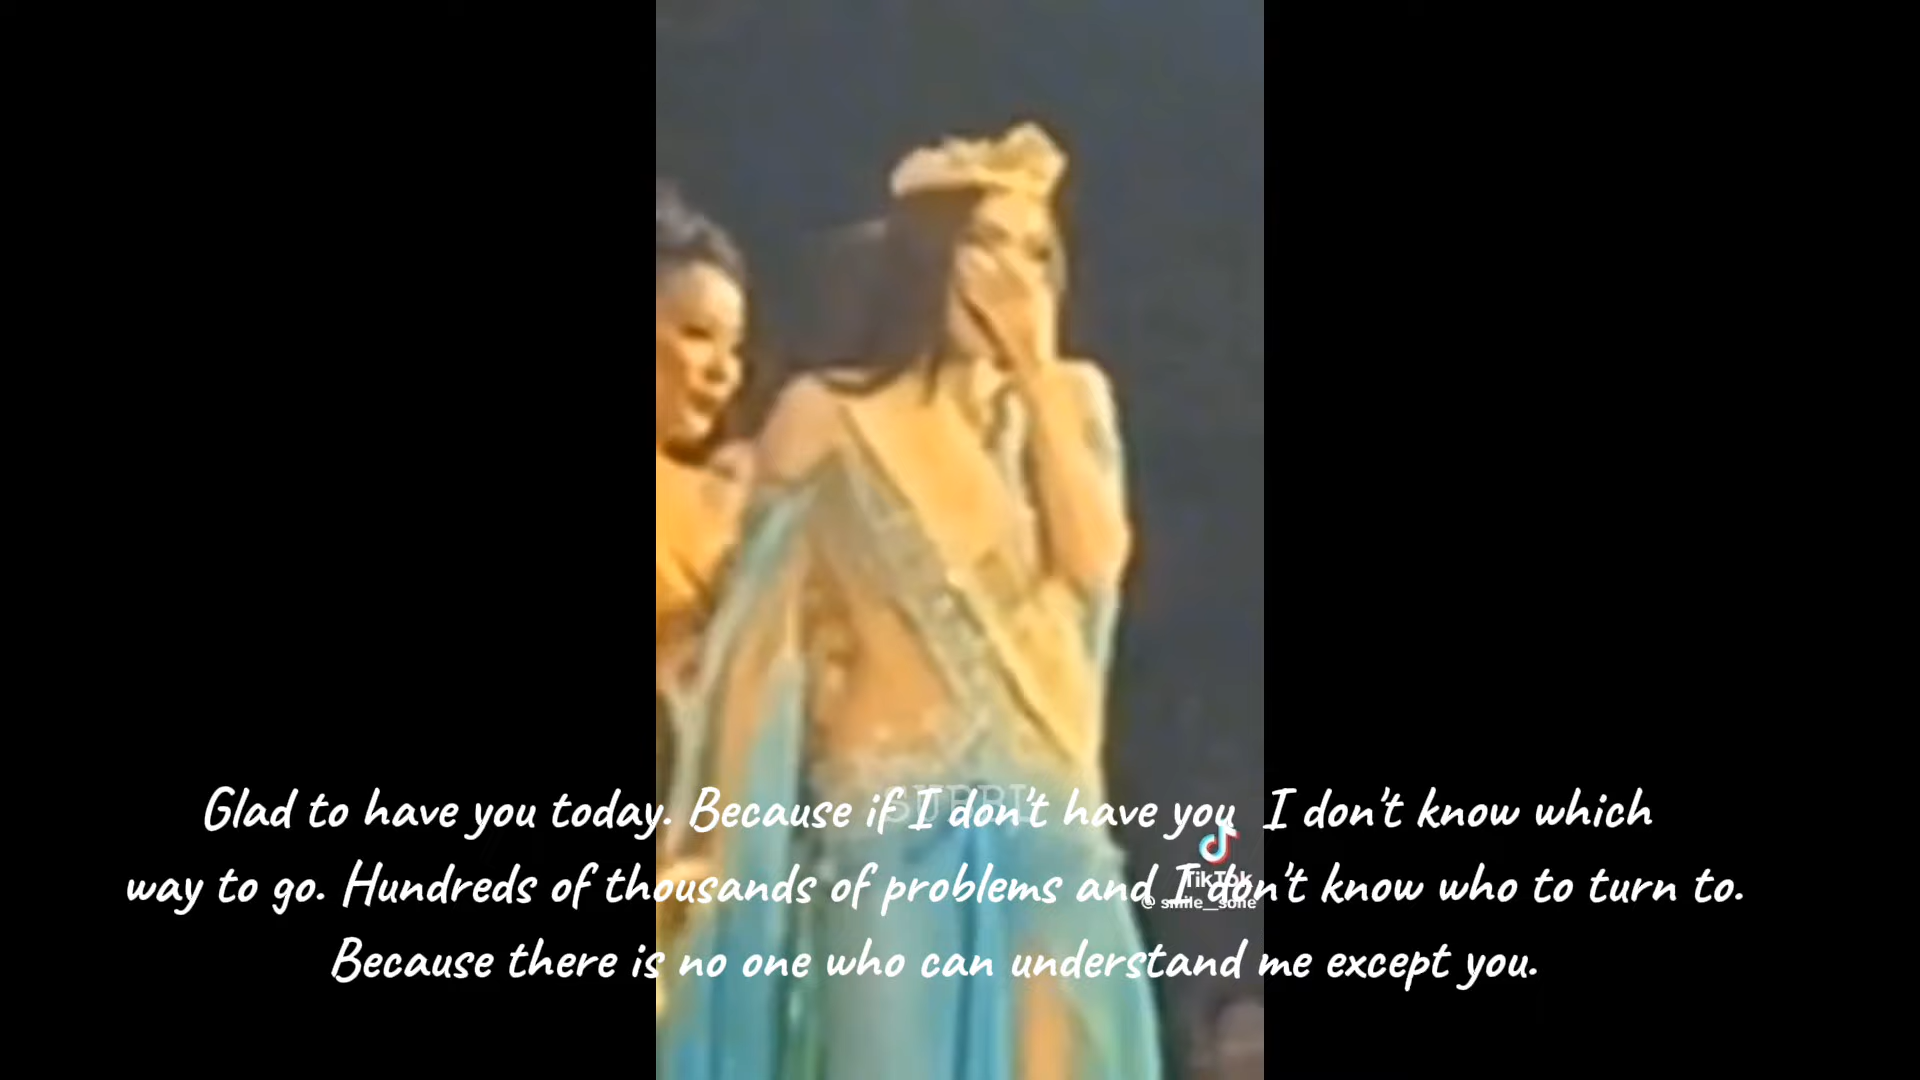 Glad to have you today. Because if I don't have you I don't know which
way to go. Hundreds of thousands of problems and I don't know who to turn to.
Because there is no one who can understand me except you.
TikTok
@ smile__sone